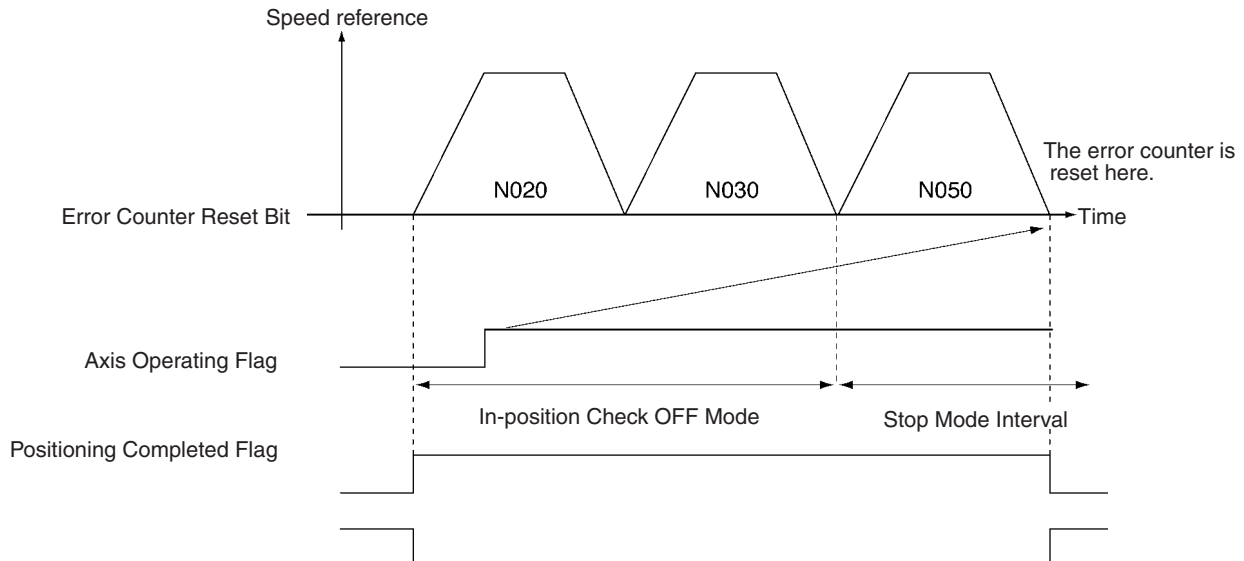 Speed reference
The error counter is
reset here.
N020
N030
N050
Error Counter Reset Bit
Time
Axis Operating Flag
In-position Check OFF Mode
Stop Mode Interval
Positioning Completed Flag